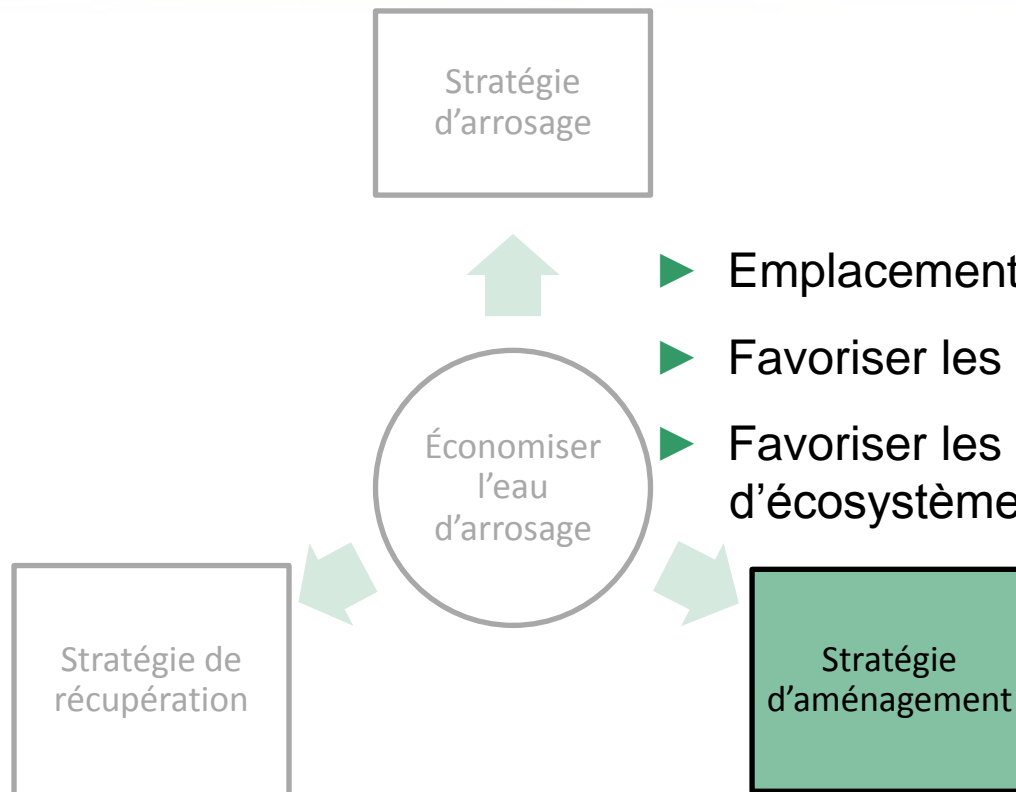 Stratégie
d'arrosage
► Emplacement
► Favoriser les
► Favoriser les
d'écosystème
Économiser
l'eau
d'arrosage
Stratégie de
récupération
Stratégie
d'aménagement